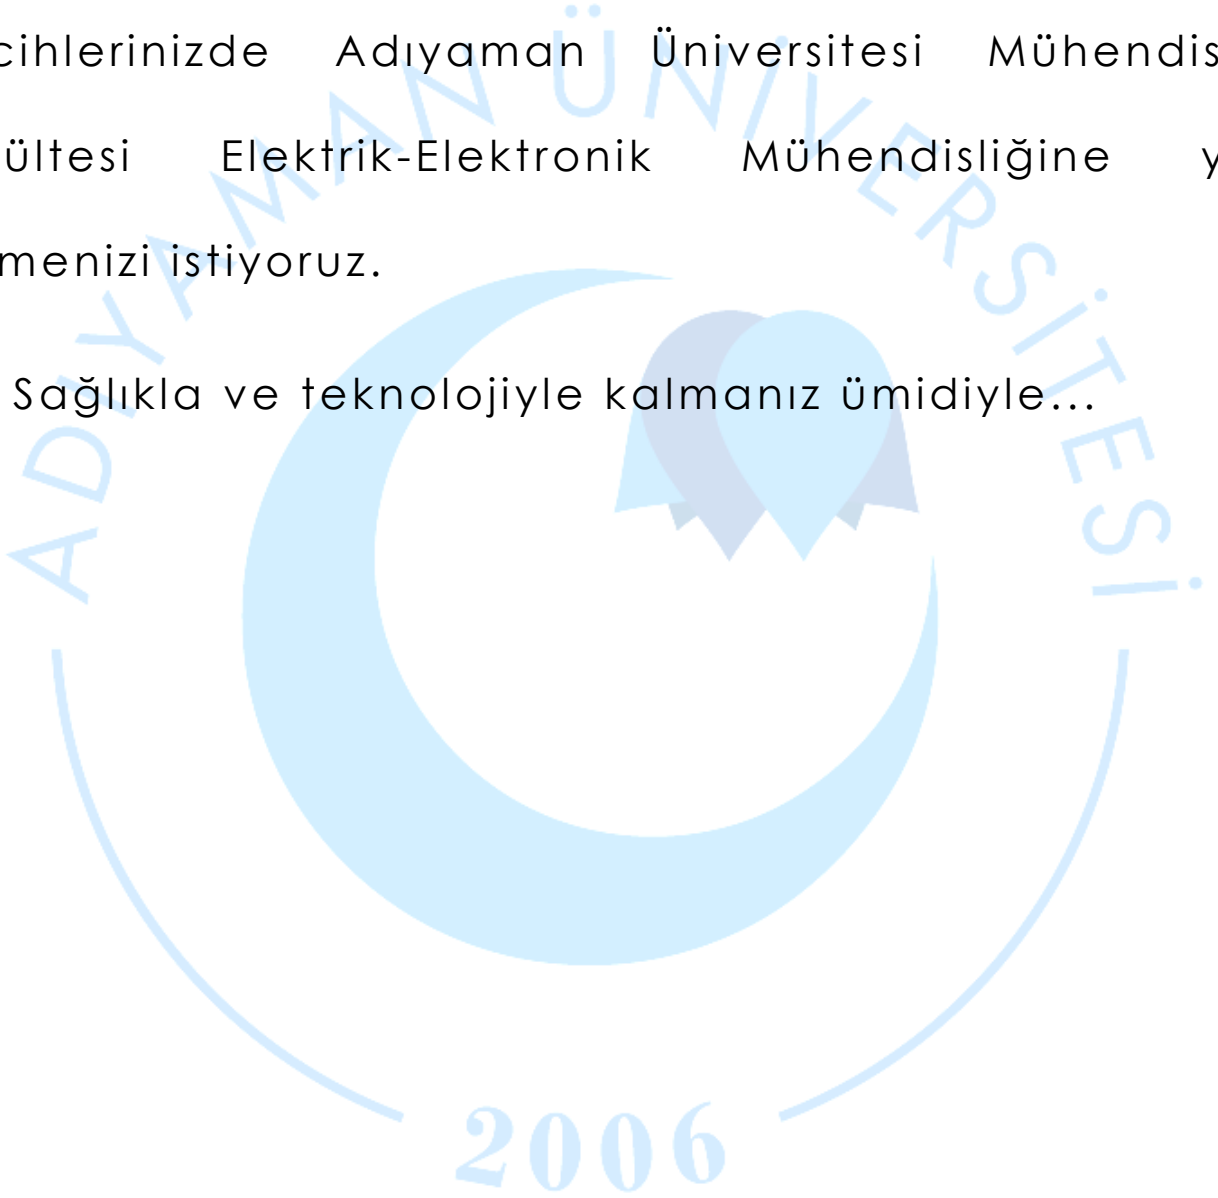 cihlerinizde Adıyaman Üniversitesi Mühendis
ültesi Elektrik-Elektronik Mühendisliğine y
menizi istiyoruz.
Sağlıkla ve teknolojiyle kalmanız ümidiyle...
ADIYAMAN ÜNİVERSİTESİ
2006